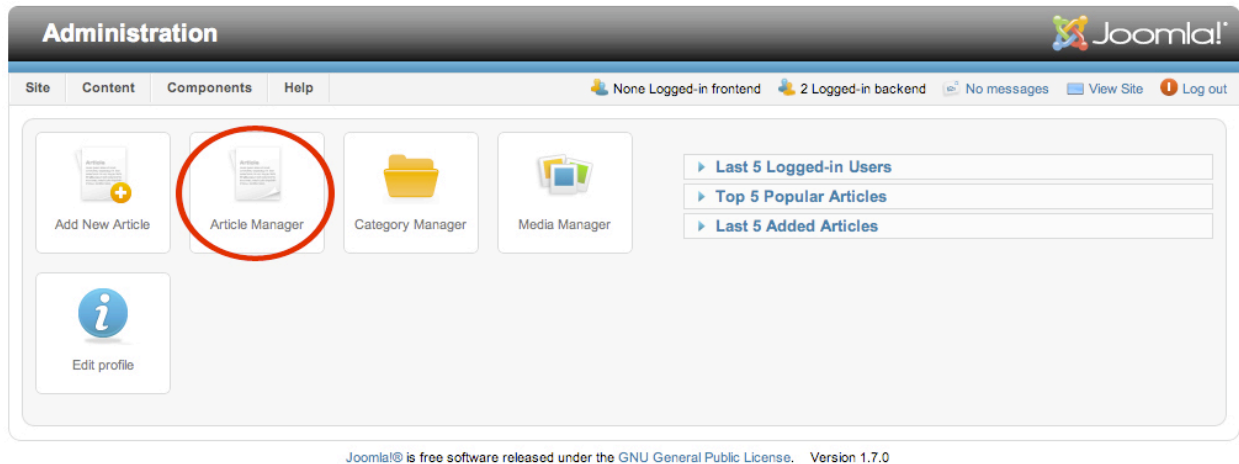 Administration
Joomla!
Site Content Components Help
None Logged-in frontend 2 Logged-in backend No messages View Site Log out
Add New Article
Article Manager
Category Manager
Media Manager
Last 5 Logged-in Users
Top 5 Popular Articles
Last 5 Added Articles
Edit profile
Joomla!® is free software released under the GNU General Public License. Version 1.7.0